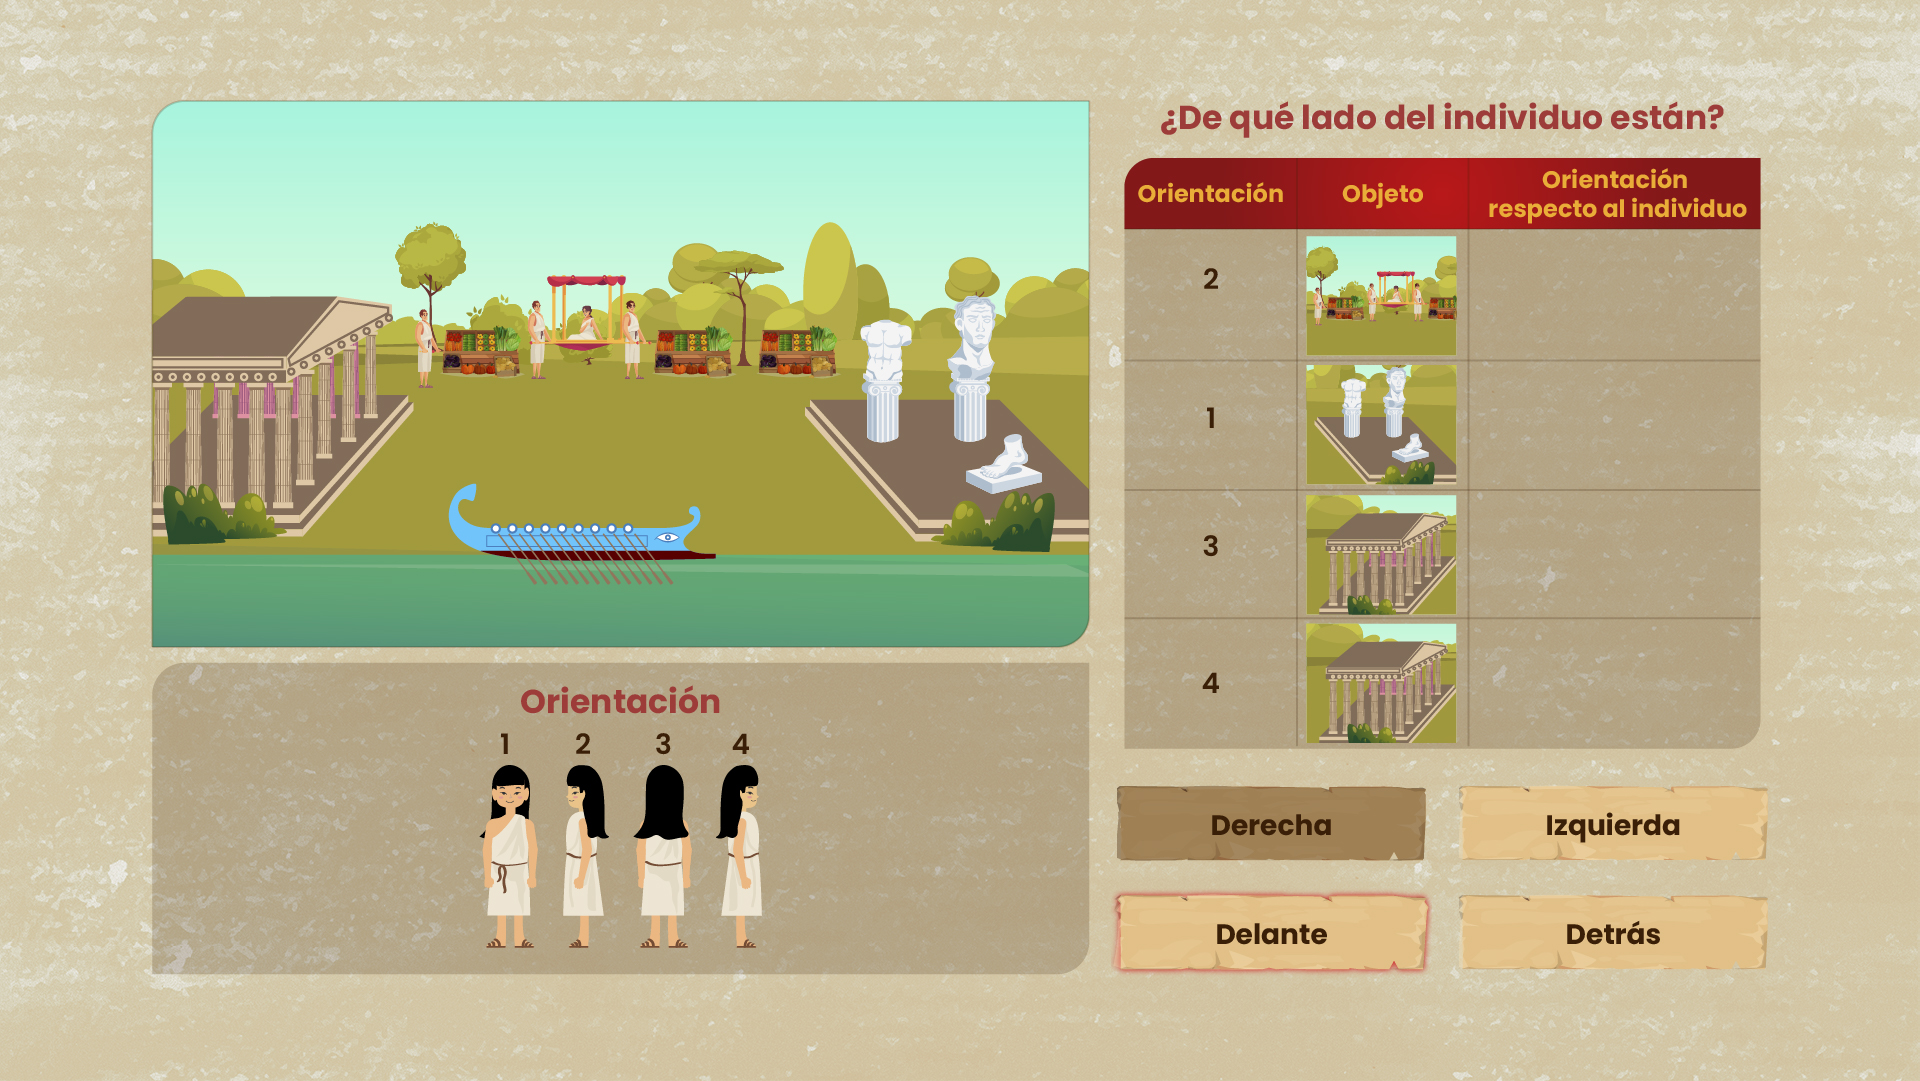 ¿De qué lado del individuo están?
Orientación
Objeto
Orientación
respecto al individuo
2
1
3
4
Orientación
1 2 3 4
Derecha
Izquierda
Delante
Detrás